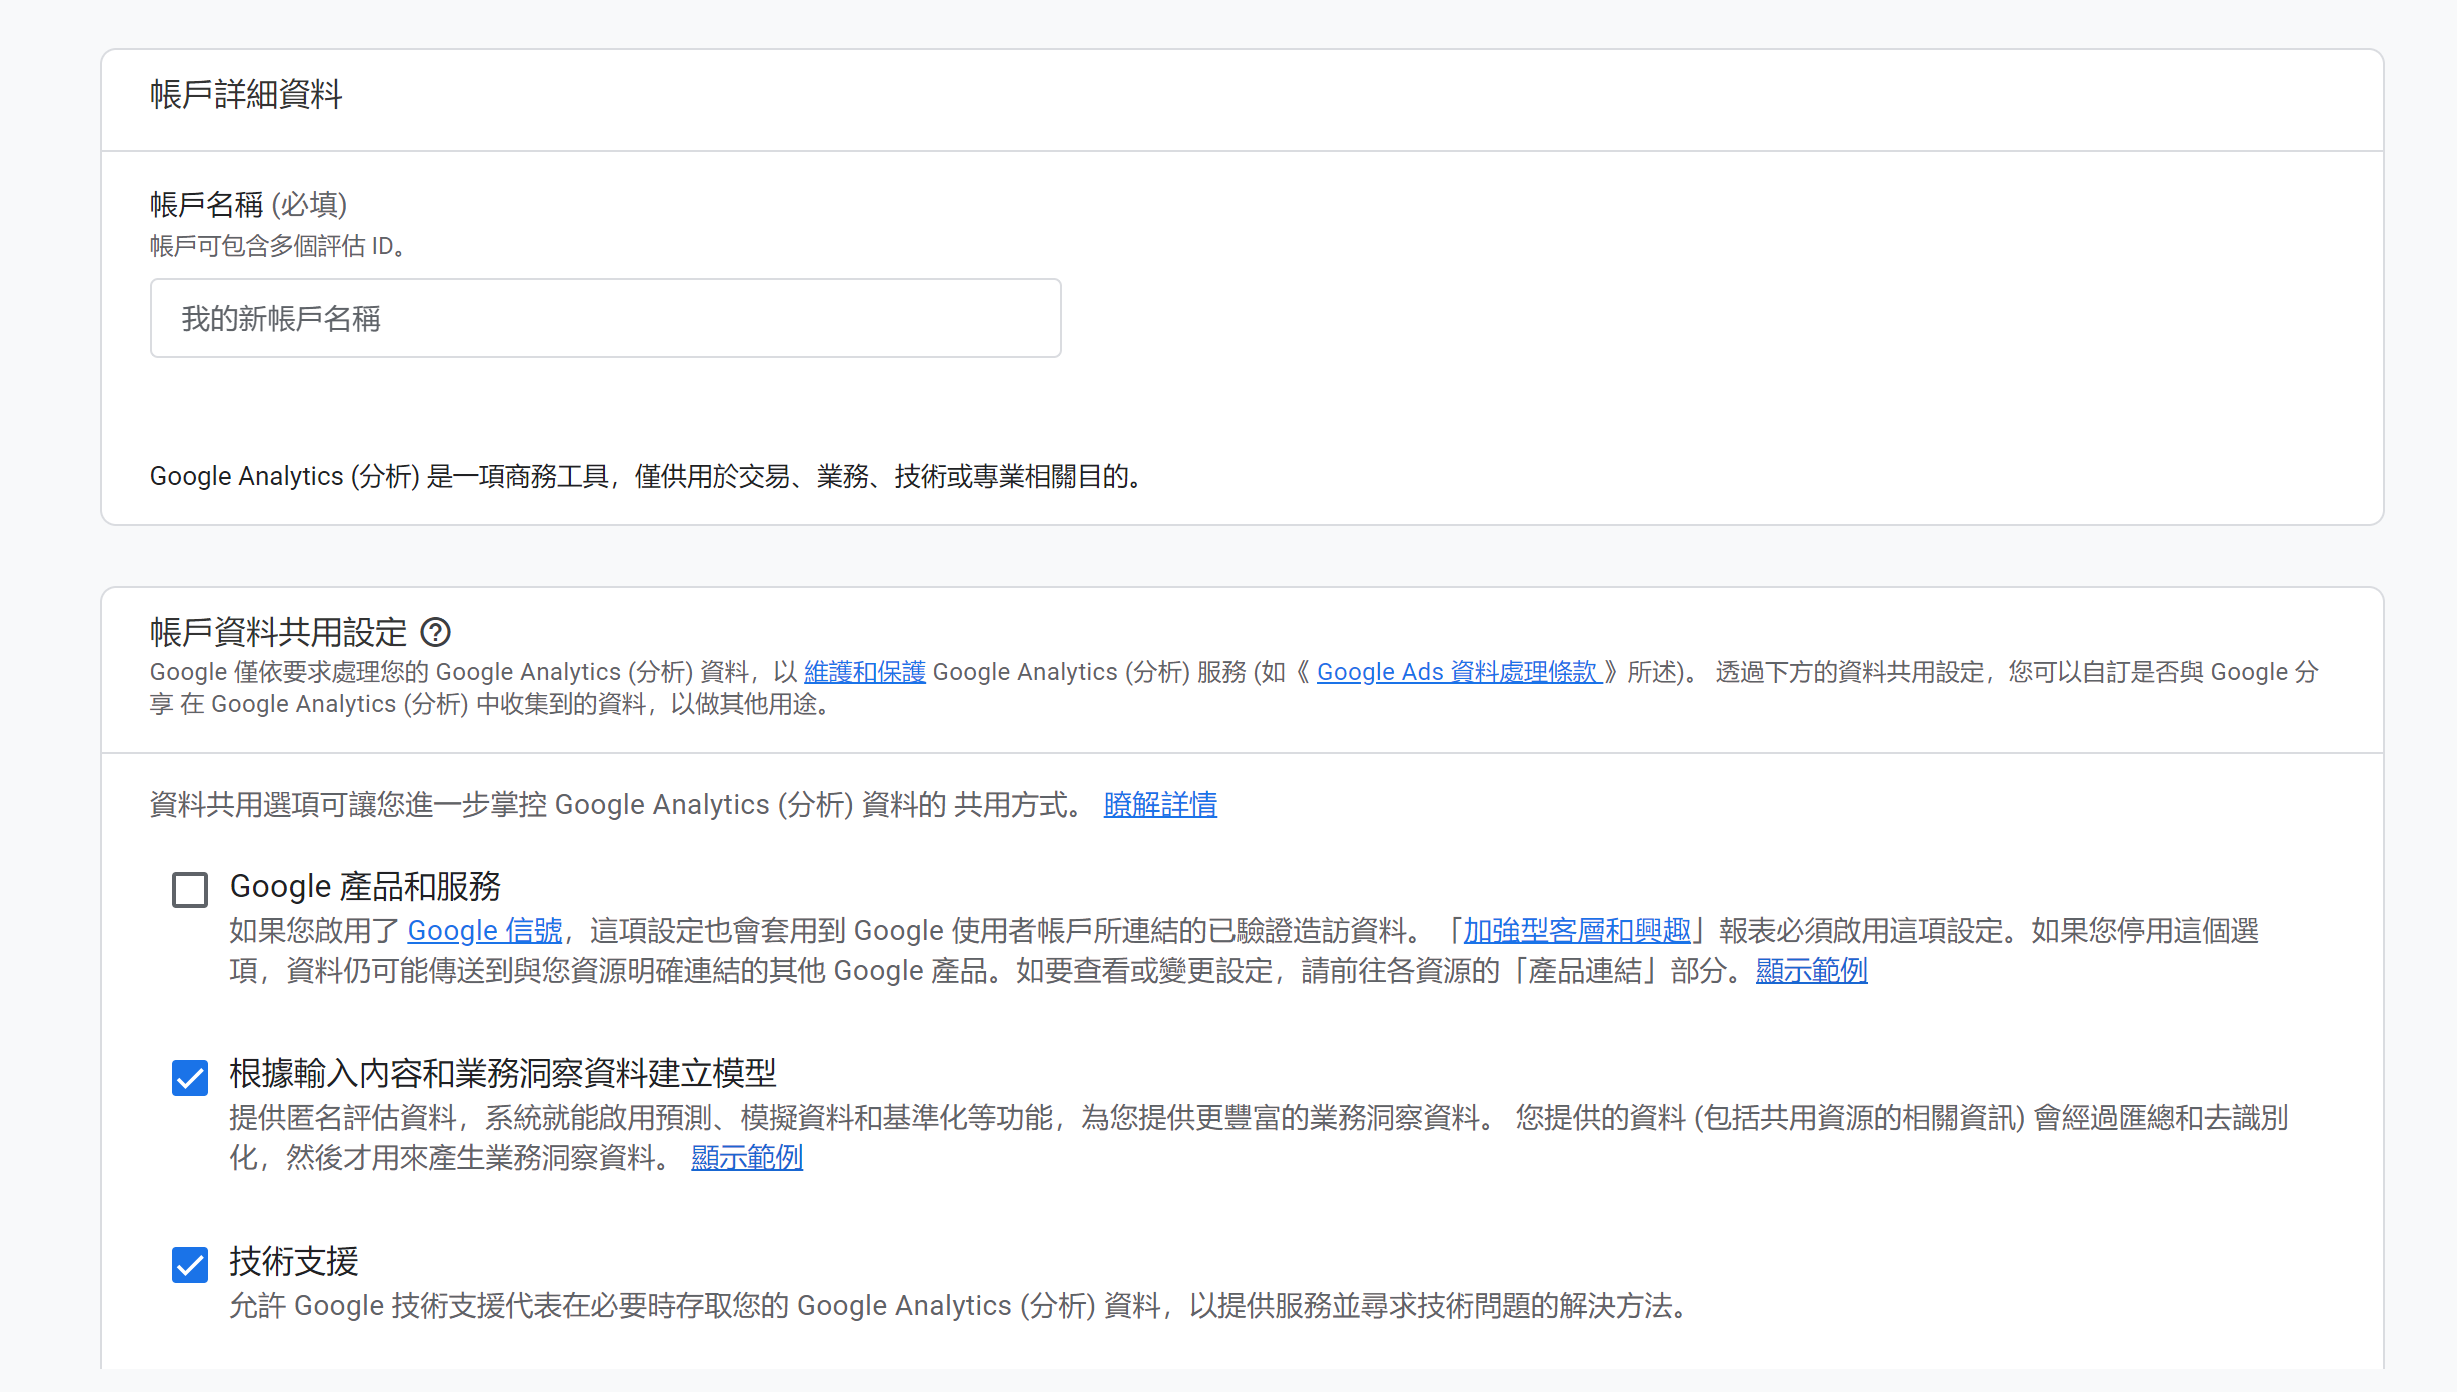 帳戶詳細資料
帳戶名稱 (必填)
帳戶可包含多個評估 ID。
我的新帳戶名稱
Google Analytics (分析) 是一項商務工具，僅供用於交易、業務、技術或專業相關目的。
帳戶資料共用設定
Google 僅依要求處理您的 Google Analytics (分析) 資料，以 維護和保護 Google Analytics (分析) 服務 (如《 Google Ads 資料處理條款 》所述)。 透過下方的資料共用設定，您可以自訂是否與 Google 分
享 在 Google Analytics (分析) 中收集到的資料，以做其他用途。
資料共用選項可讓您進一步掌控 Google Analytics (分析) 資料的 共用方式。 瞭解詳情
Google 產品和服務
如果您啟用了 Google 信號，這項設定也會套用到 Google 使用者帳戶所連結的已驗證造訪資料。「加強型客層和興趣」報表必須啟用這項設定。如果您停用這個選
項，資料仍可能傳送到與您資源明確連結的其他 Google 產品。如要查看或變更設定，請前往各資源的「產品連結」部分。顯示範例
根據輸入內容和業務洞察資料建立模型
提供匿名評估資料，系統就能啟用預測、模擬資料和基準化等功能，為您提供更豐富的業務洞察資料。 您提供的資料 (包括共用資源的相關資訊) 會經過匯總和去識別
化，然後才用來產生業務洞察資料。 顯示範例
技術支援
允許 Google 技術支援代表在必要時存取您的 Google Analytics (分析) 資料，以提供服務並尋求技術問題的解決方法。